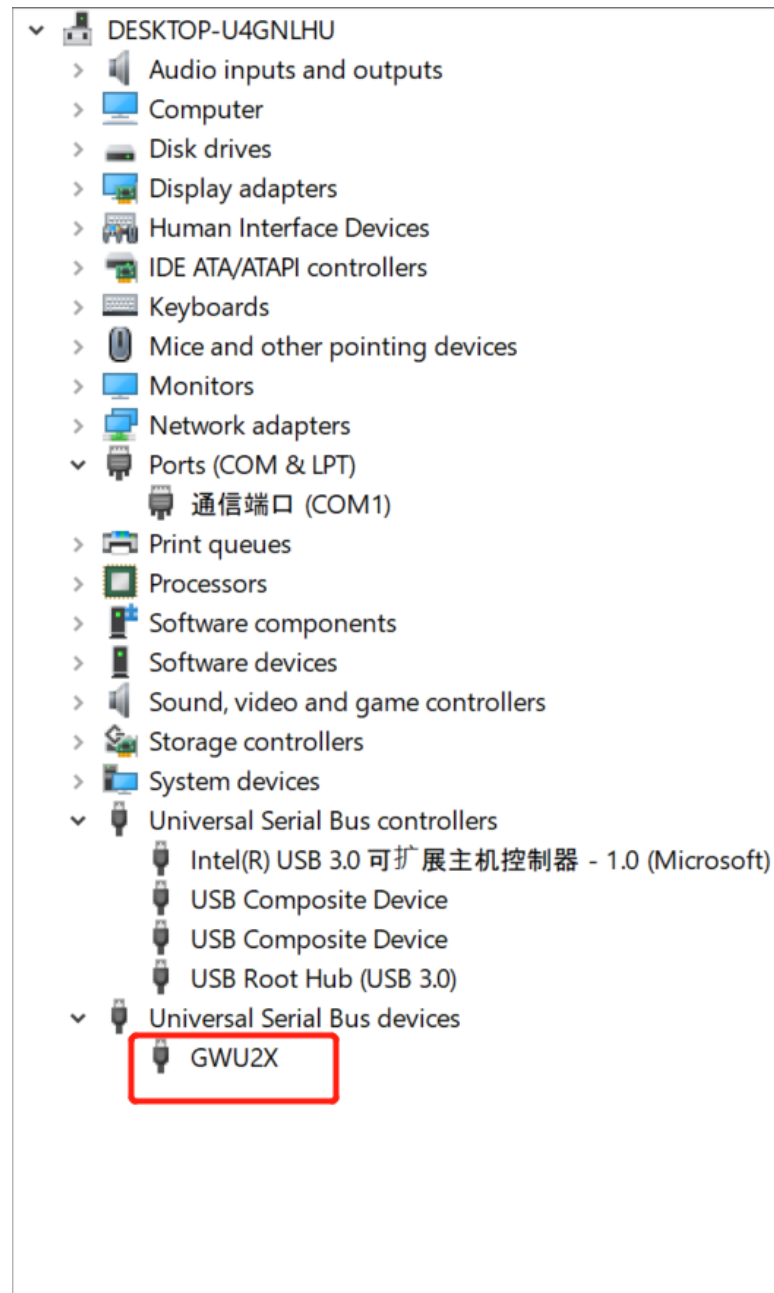 DESKTOP-U4GNLHU
Audio inputs and outputs
Computer
Disk drives
Display adapters
Human Interface Devices
IDE ATA/ATAPI controllers
Keyboards
Mice and other pointing devices
Monitors
Network adapters
Ports (COM & LPT)
通信端口 (COM1)
Print queues
Processors
Software components
Software devices
Sound, video and game controllers
Storage controllers
System devices
Universal Serial Bus controllers
Intel(R) USB 3.0 可扩展主机控制器 - 1.0 (Microsoft)
USB Composite Device
USB Composite Device
USB Root Hub (USB 3.0)
Universal Serial Bus devices
GWU2X